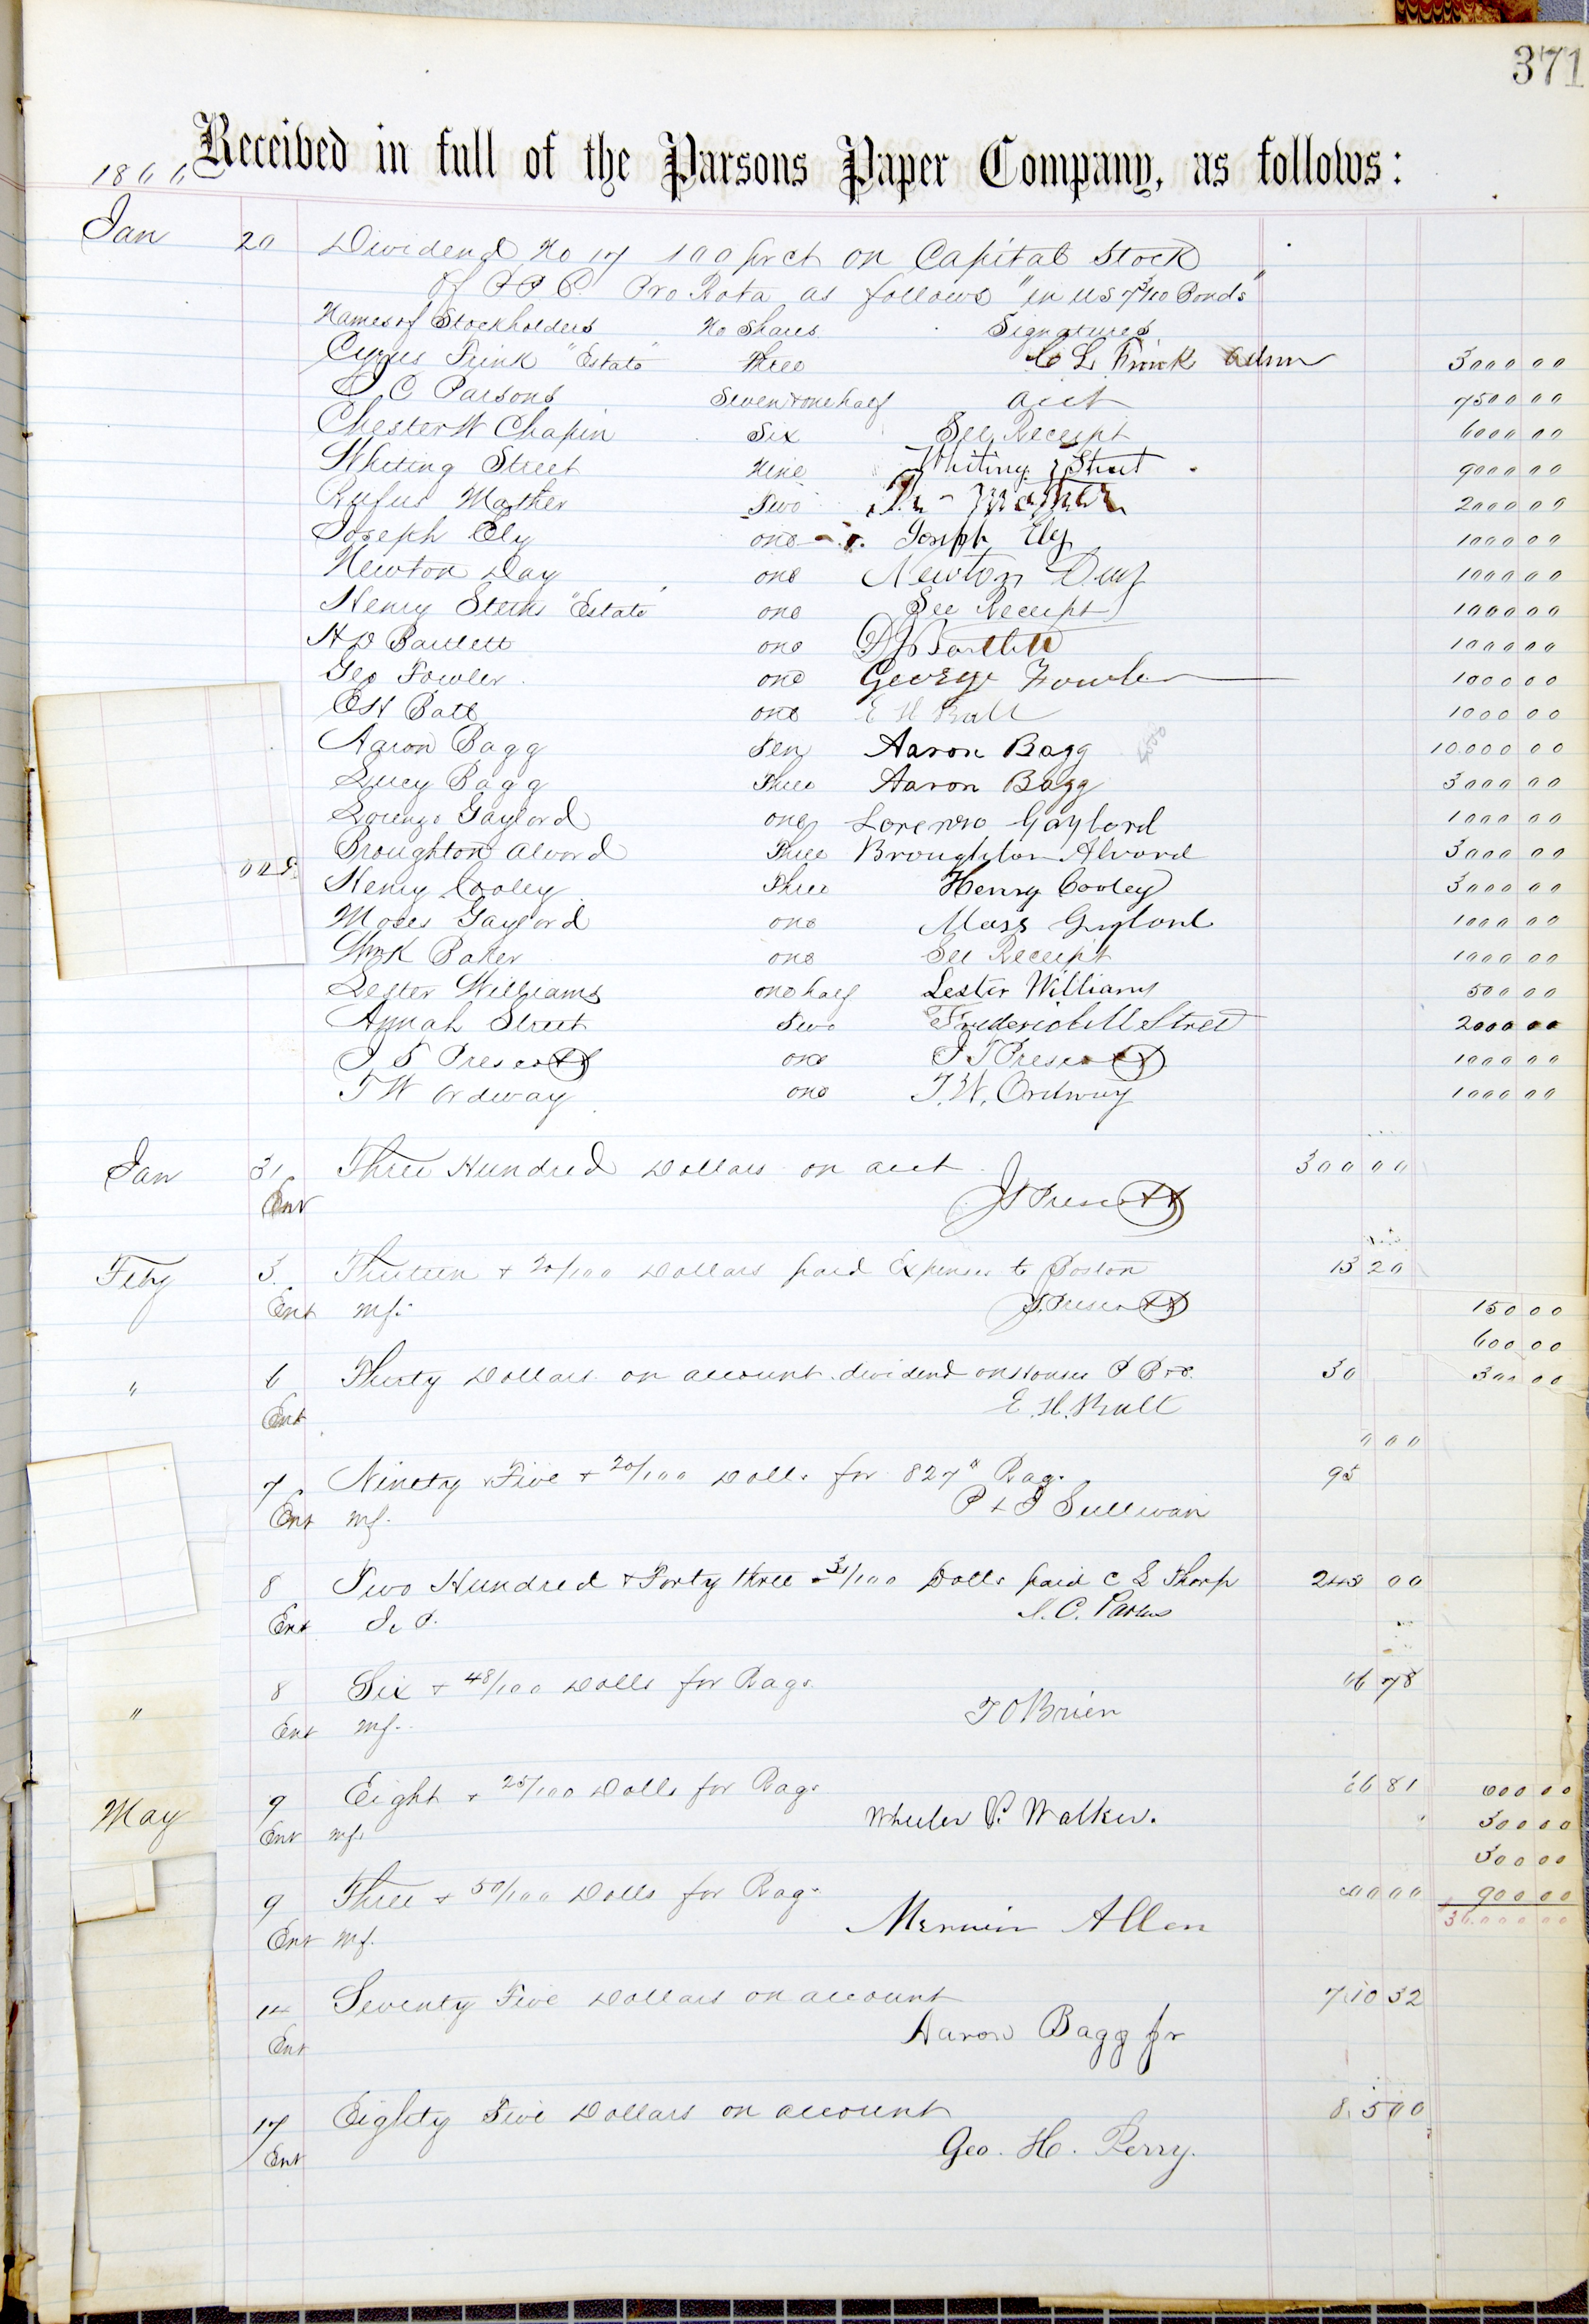 371
Received in full of the Parsons Paper Company, as follows:
1866
Jan 20 Dividend No 17 100 pr ct on Capital Stock
of P P C. Pro Rata as follows "in US 7 3/10 Bonds"
Names of Stockholders No Shares Signatures
Cyrus Frink "Estate" Three C L Frink Adm 3000 00
J C Parsons Seven & one half acct 7500 00
Chester W Chapin Six See Receipt 6000 00
Whiting Street Nine Whiting Street 9000 00
Rufus Mather Two Mather 2000 00
Joseph Ely one Joseph Ely 1000 00
Newton Day one Newton Day 1000 00
Henry Sterns "Estate" one See Receipt 1000 00
H D Bartlett one Bartlett 1000 00
Geo Fowler one George Fowler 1000 00
E H Ball one E H Ball 1000 00
Aaron Bagg Ten Aaron Bagg 10.000 00
Lucy Bagg Three Aaron Bagg 3000 00
Lorenzo Gaylord one Lorenzo Gaylord 1000 00
Broughton Alvord Three Broughton Alvord 3000 00
Henry Cooley Three Henry Cooley 3000 00
Moses Gaylord one Moses Gaylord 1000 00
Wm K Baker one See Receipt 1000 00
Lester Williams one half Lester Williams 500 00
Annah Street Two Frederick M Street 2000 00
J S Prescott one J S Prescott 1000 00
T W Ordway one T. W. Ordway 1000 00
Jan 31 Three Hundred Dollars on acct 300 00
Ent J S Prescott
Feby 3 Thirteen & 20/100 Dollars paid Expenses to Boston 13 20
Ent Mf. J S Prescott
150 00
600 00
" 6 Thirty Dollars on account dividend on House 30 300 00
Ent E. H. Ball
0 00
7 Ninety Five & 20/100 Dolls for 827# Rags 95
Ent Mf. P & J Sullivan
8 Two Hundred & Forty three & 31/100 Dolls paid C L Thorp 243 00
Ent J. C. Parsons
" 8 Six & 48/100 Dolls for Rags 16 78
Ent Mf. T O Brien
May 9 Eight & 25/100 Dolls for Rags 66 81 600 00
Ent Mf. Wheeler P. Walker. 300 00
300 00
9 Three & 50/100 Dolls for Rags 00 00 900 00
Ent Mf. Merwin Allen
14 Seventy Five Dollars on account 7 10 32
Ent Aaron Bagg Jr
17 Eighty Five Dollars on account 8 500
Ent Geo. H. Perry.